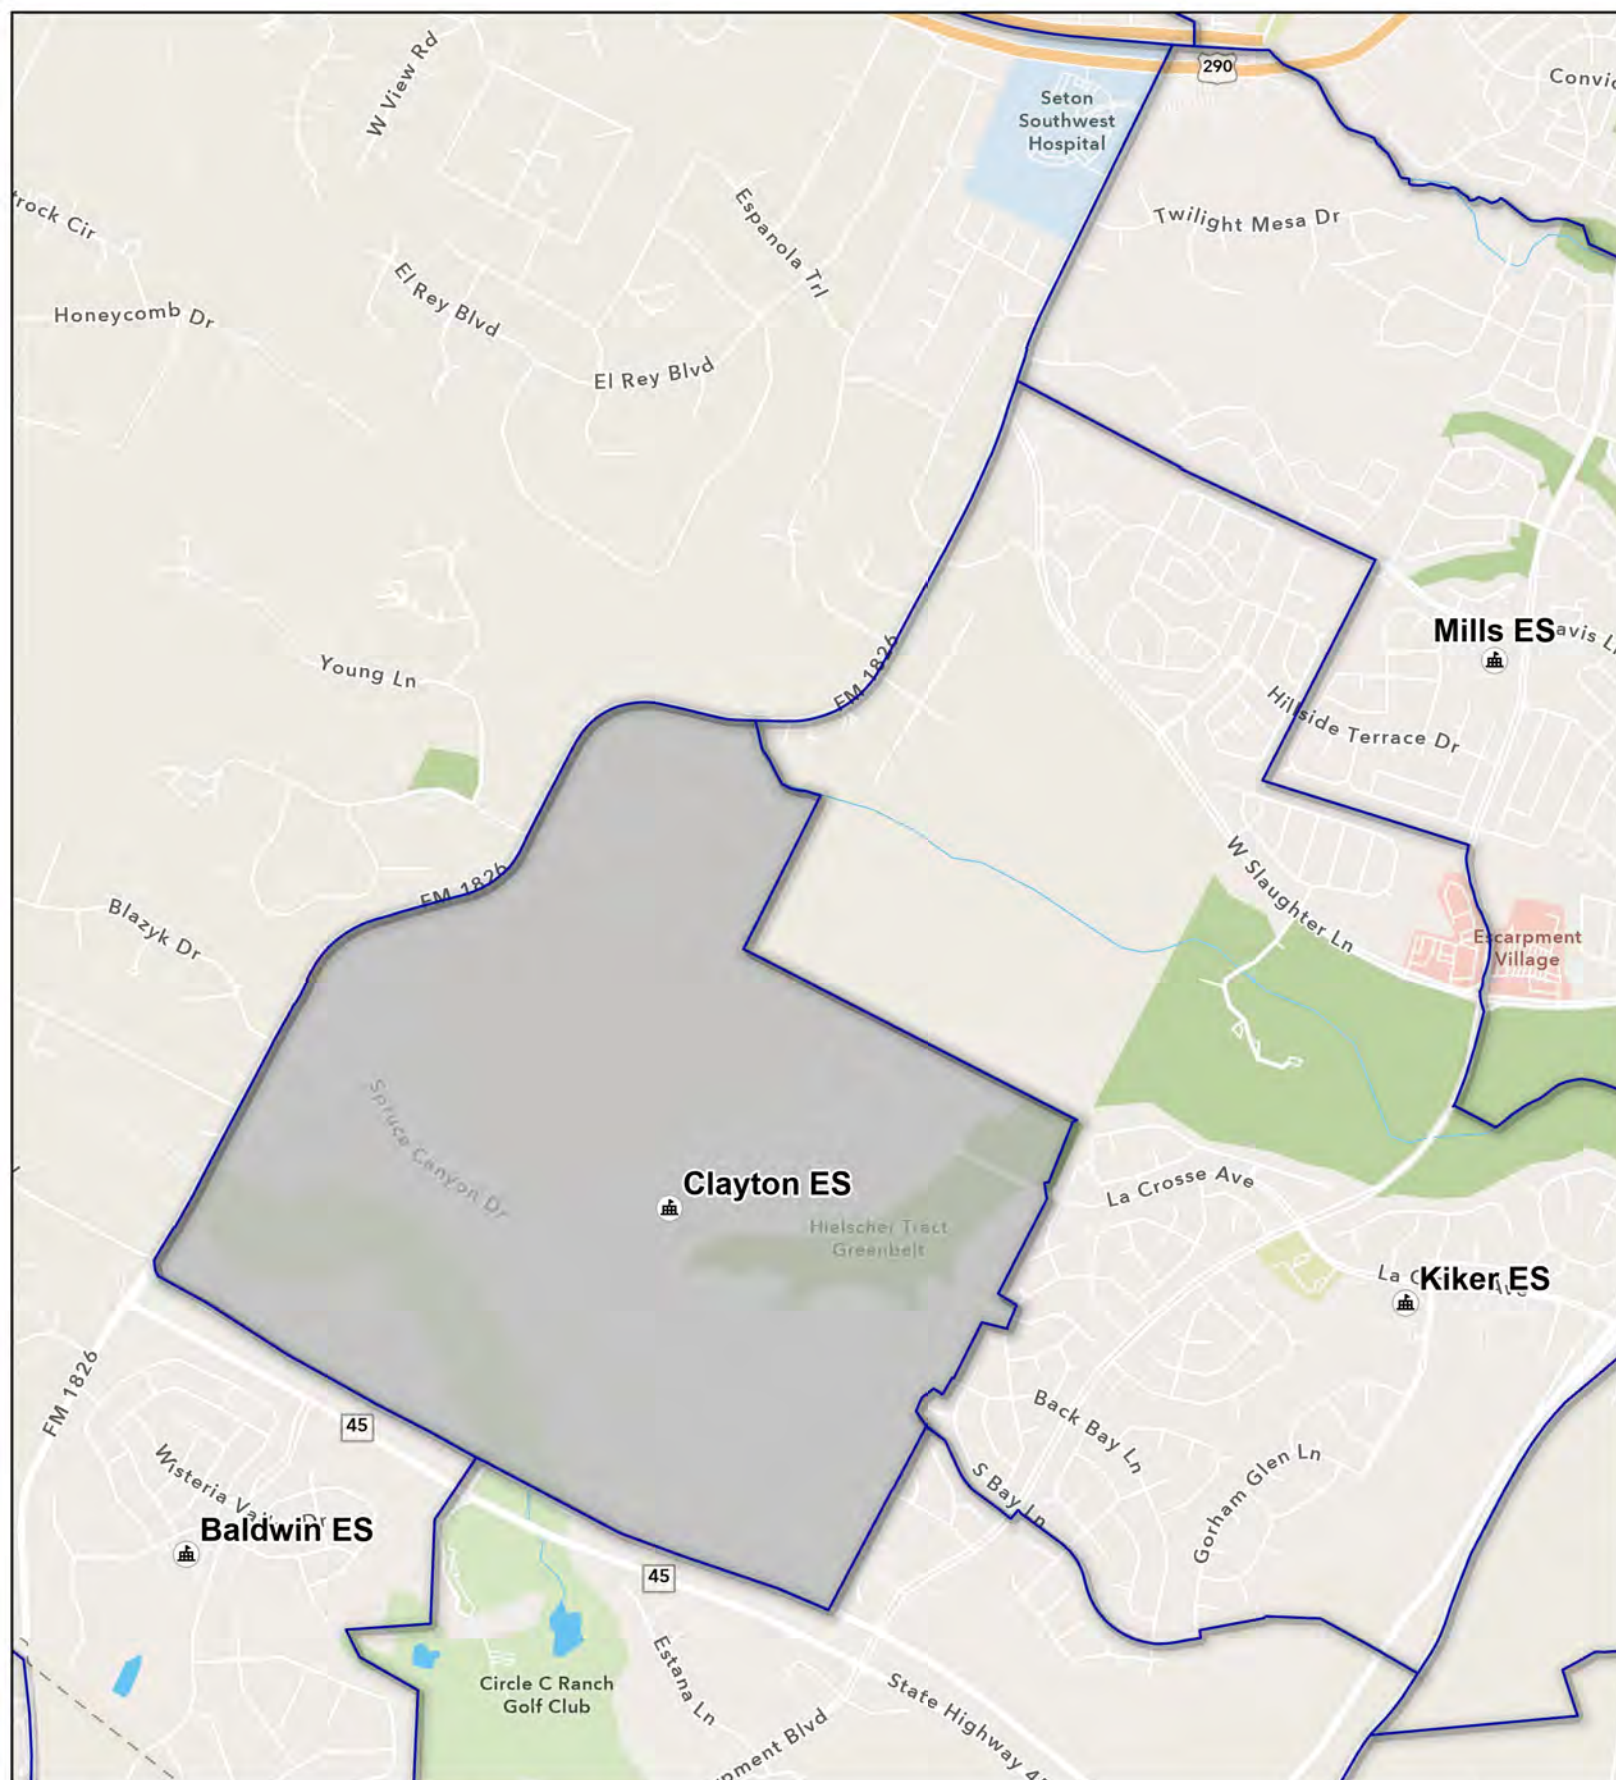 W View Rd
290
Seton
Southwest
Hospital
Twilight Mesa Dr
Espanola Trl
El Rey Blvd
Honeycomb Dr
El Rey Blvd
Mills ES
Young Ln
FM 1826
Hillside Terrace Dr
FM 1826
Blazyk Dr
W Slaughter Ln
Escarpment
Village
Spruce Canyon Dr
Clayton ES
La Crosse Ave
Hielscher Tract
Greenbelt
Kiker ES
FM 1826
45
Back Bay Ln
Wisteria
Dr
Baldwin ES
S Bay Ln
Gorham Glen Ln
45
Circle C Ranch
Golf Club
Estana Ln
State Highway
Blvd